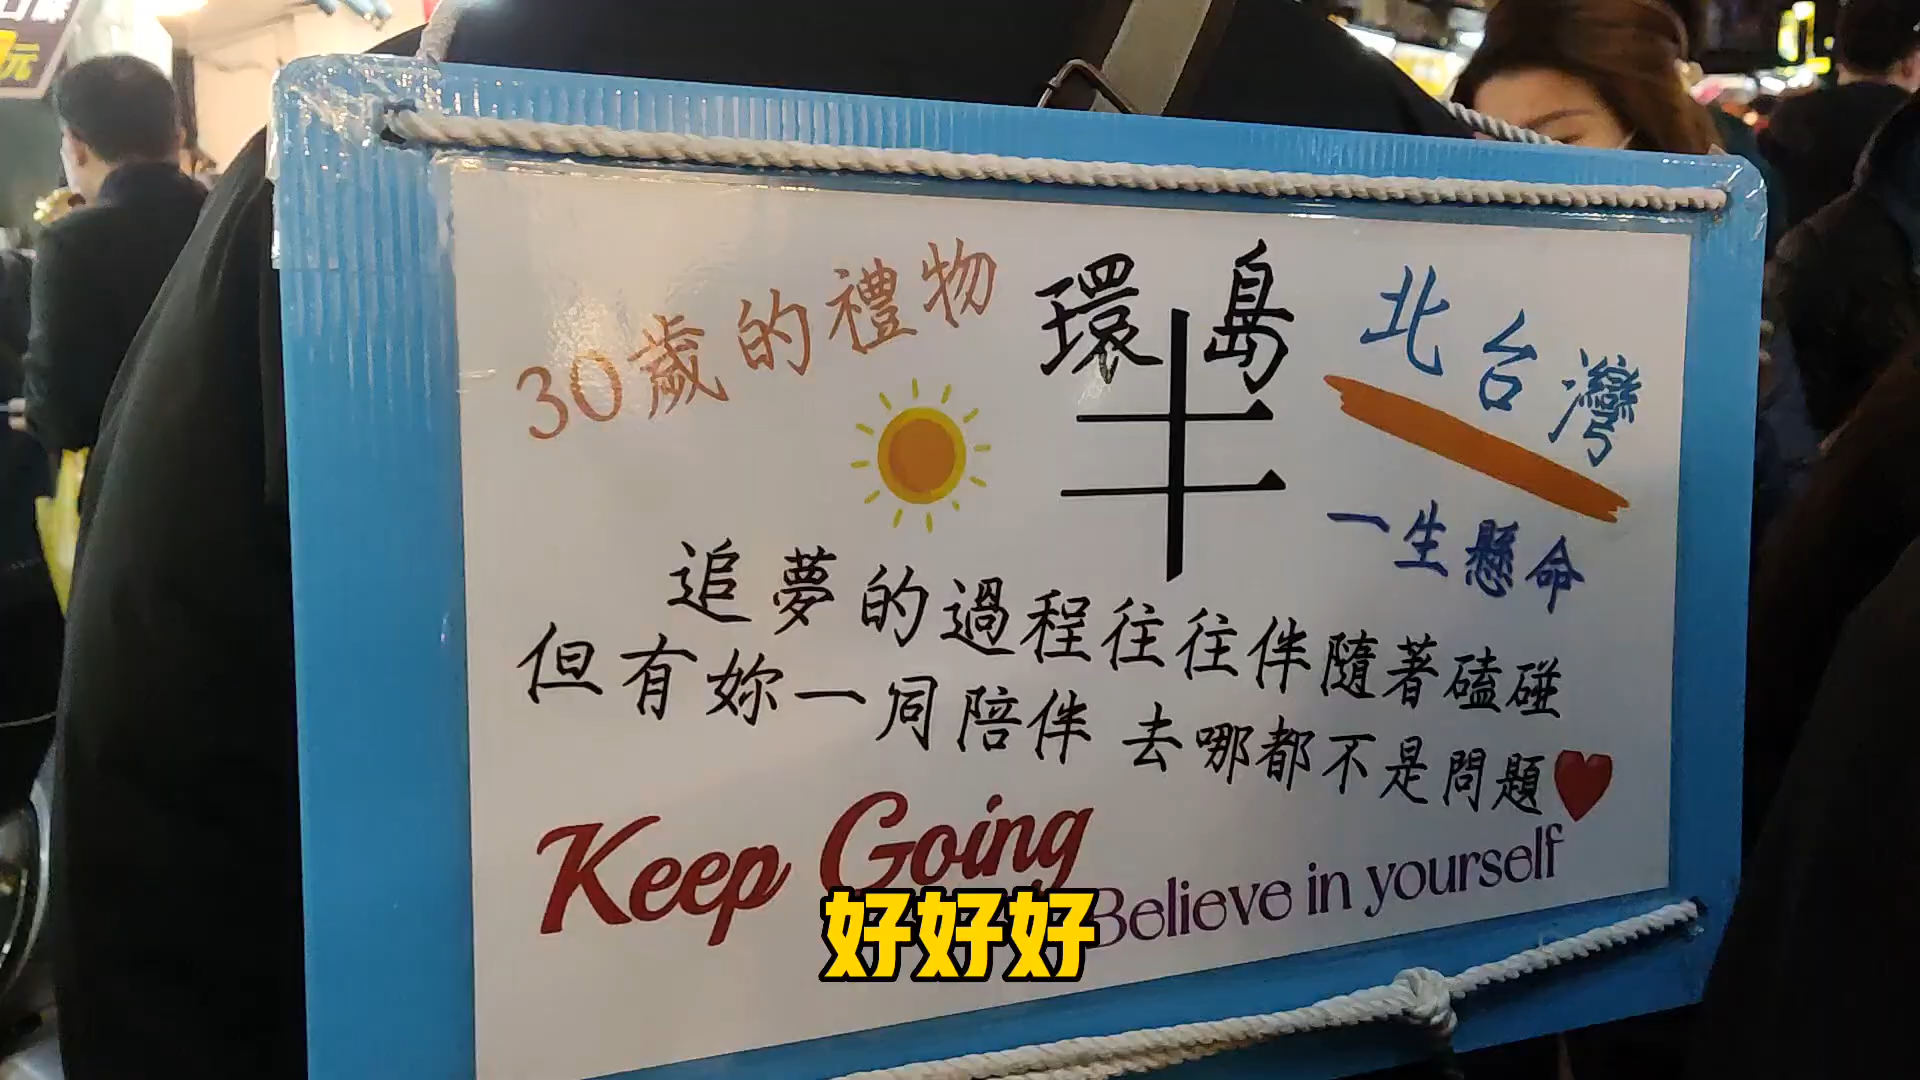 元
30歲的禮物
環島
半
北台灣
一生懸命
追夢的過程往往伴隨著磕碰
但有妳一同陪伴 去哪都不是問題
Keep Going
Believe in yourself
好好好